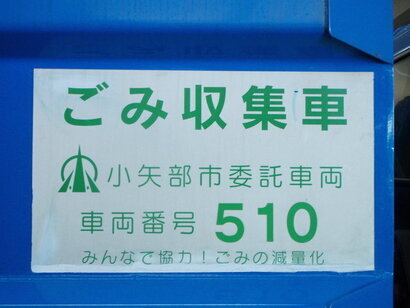 ごみ収集車
小矢部市委託車両
車両番号 510
みんなで協力！ごみの減量化